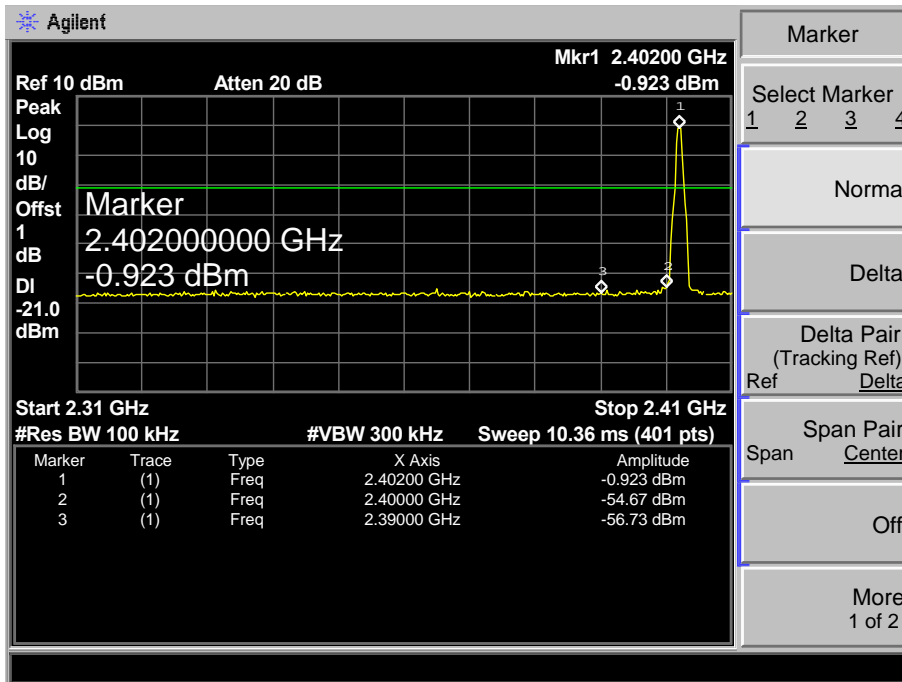 Agilent
Mkr1 2.40200 GHz
Ref 10 dBm Atten 20 dB -0.923 dBm
Peak
Log
10
dB/
Offst
1
dB
DI
-21.0
dBm
1
3
2
Marker
2.402000000 GHz
-0.923 dBm
Start 2.31 GHz Stop 2.41 GHz
#Res BW 100 kHz #VBW 300 kHz Sweep 10.36 ms (401 pts)
Marker Trace Type X Axis Amplitude
1 (1) Freq 2.40200 GHz -0.923 dBm
2 (1) Freq 2.40000 GHz -54.67 dBm
3 (1) Freq 2.39000 GHz -56.73 dBm
Marker
Select Marker
1 2 3 4
Norma
Delta
Delta Pair
(Tracking Ref)
Ref Delta
Span Pair
Span Center
Off
More
1 of 2